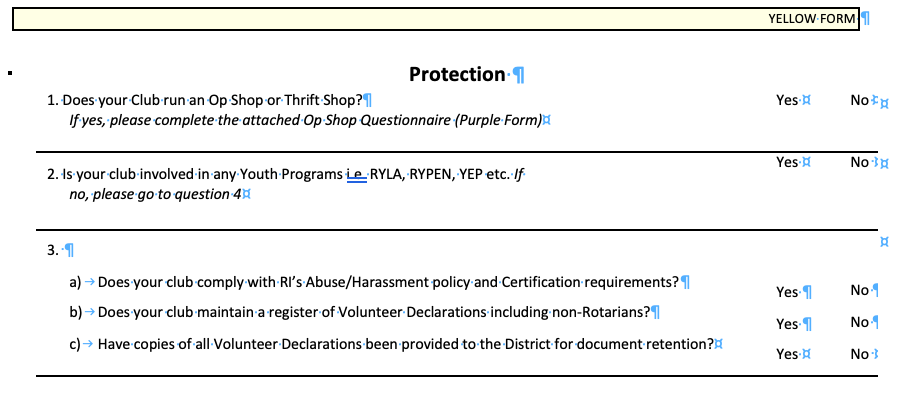 YELLOW FORM
Protection
1. Does your Club run an Op Shop or Thrift Shop? Yes No
If yes, please complete the attached Op Shop Questionnaire (Purple Form)
Yes No
2. Is your club involved in any Youth Programs i.e. RYLA, RYPEN, YEP etc. If
no, please go to question 4
3.
a) Does your club comply with RI's Abuse/Harassment policy and Certification requirements? Yes No
b) Does your club maintain a register of Volunteer Declarations including non-Rotarians? Yes No
c) Have copies of all Volunteer Declarations been provided to the District for document retention? Yes No